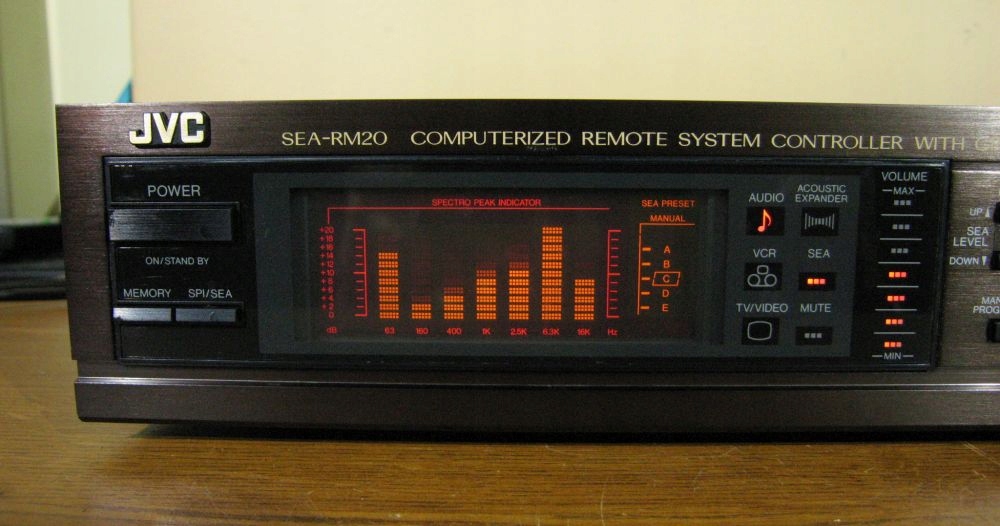 JVC
SEA-RM20 COMPUTERIZED REMOTE SYSTEM CONTROLLER WITH
POWER
ON/STAND BY
MEMORY SPI/SEA
SPECTRO PEAK INDICATOR
+20
+18
+16
+14
+12
+10
+8
+6
+4
+2
0
dB 63 160 400 1K 2.5K 6.3K 16K Hz
SEA PRESET
MANUAL
A
B
C
D
E
AUDIO ACOUSTIC
EXPANDER
VCR SEA
TV/VIDEO MUTE
VOLUME
MAX
MIN
UP
SEA
LEVEL
DOWN